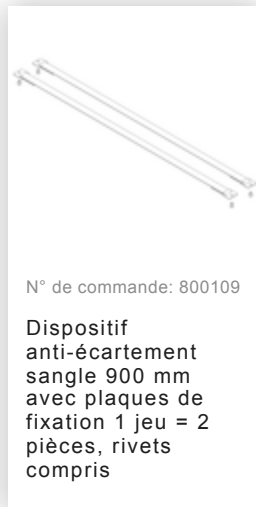 N° de commande: 800109
Dispositif
anti-écartement
sangle 900 mm
avec plaques de
fixation 1 jeu = 2
pièces, rivets
compris